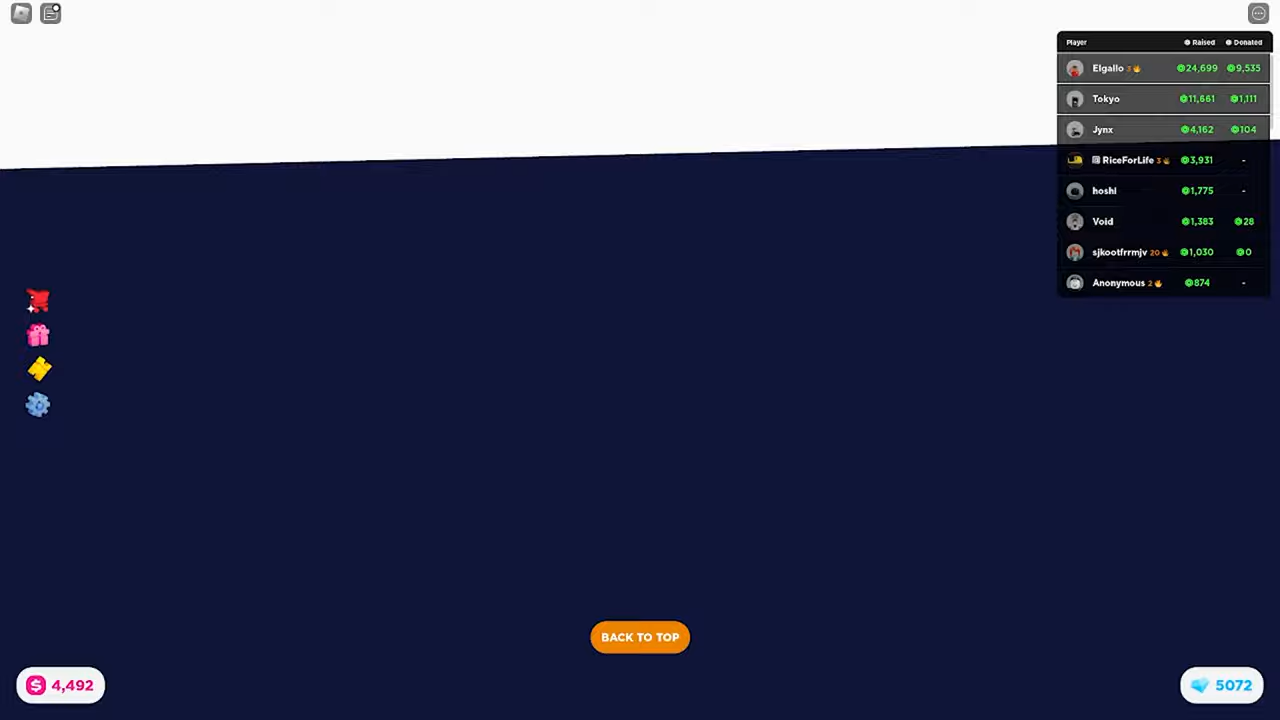 Player Raised Donated
Elgallo 3 24,699 9,535
Tokyo 11,661 1,111
Jynx 4,162 104
RiceForLife 3 3,931 -
hoshi 1,775 -
Void 1,383 28
sjkootfrrmjv 20 1,030 0
Anonymous 2 874 -
BACK TO TOP
$ 4,492
5072